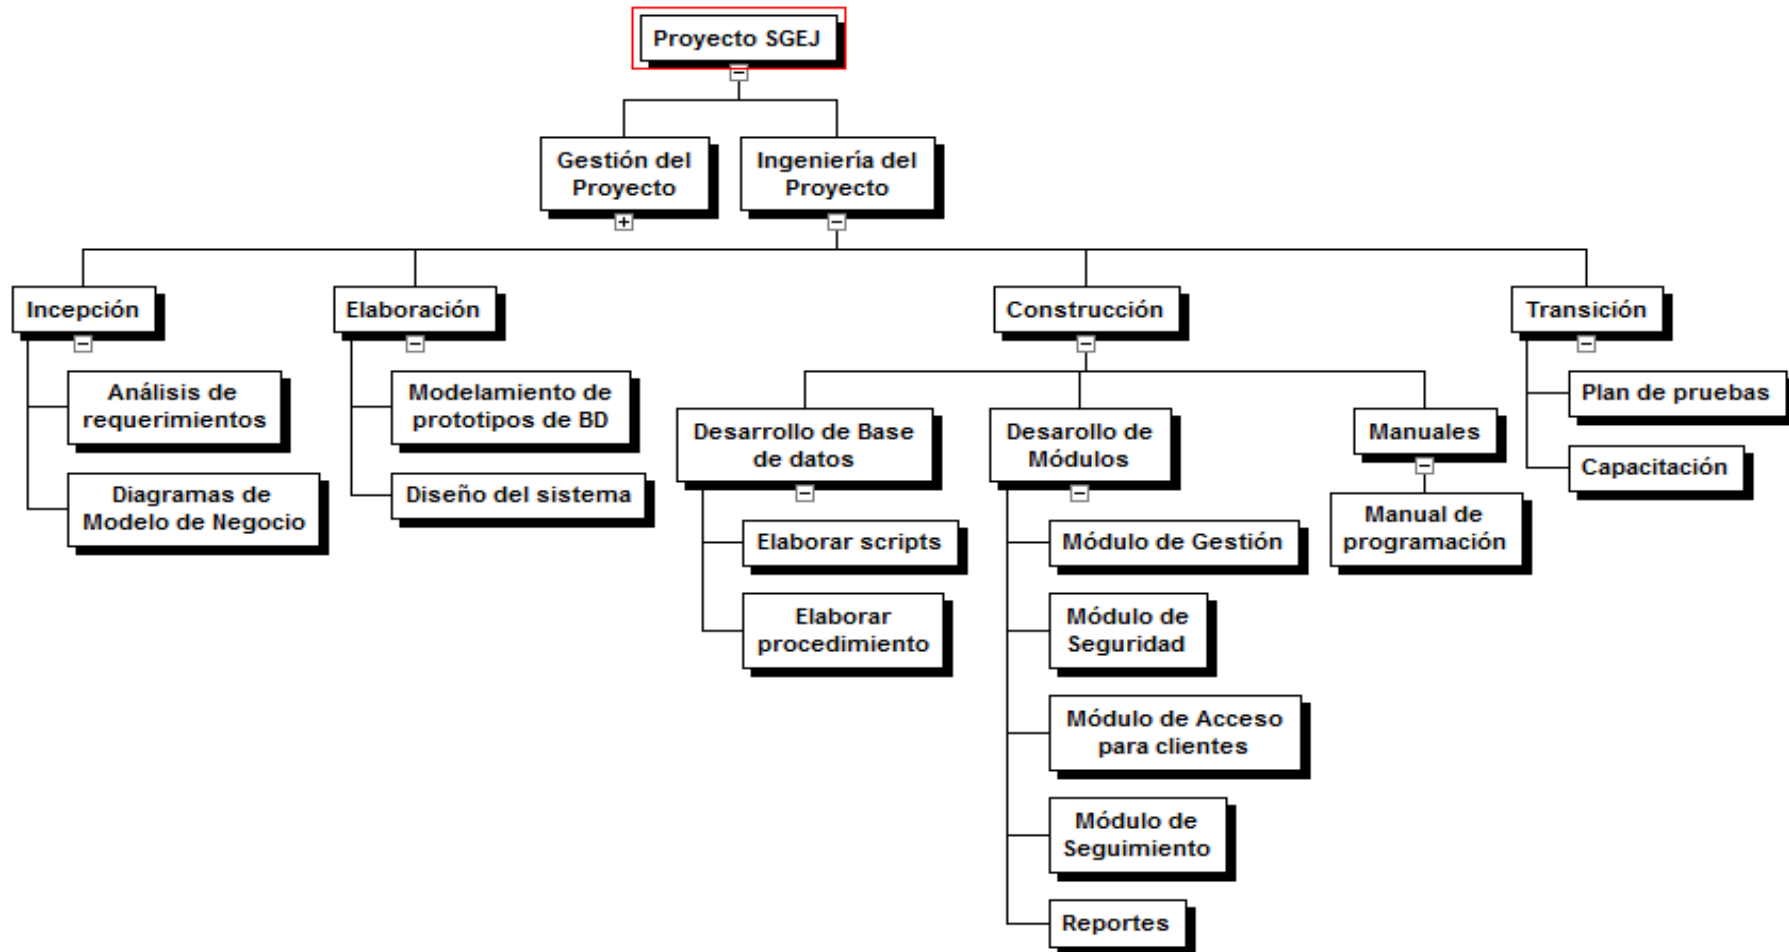 Proyecto SGEJ
Gestión del
Proyecto
Ingeniería del
Proyecto
Incepción
Elaboración
Construcción
Transición
Análisis de
requerimientos
Diagramas de
Modelo de Negocio
Modelamiento de
prototipos de BD
Diseño del sistema
Desarrollo de Base
de datos
Elaborar scripts
Elaborar
procedimiento
Desarollo de
Módulos
Módulo de Gestión
Módulo de
Seguridad
Módulo de Acceso
para clientes
Módulo de
Seguimiento
Reportes
Manuales
Manual de
programación
Plan de pruebas
Capacitación